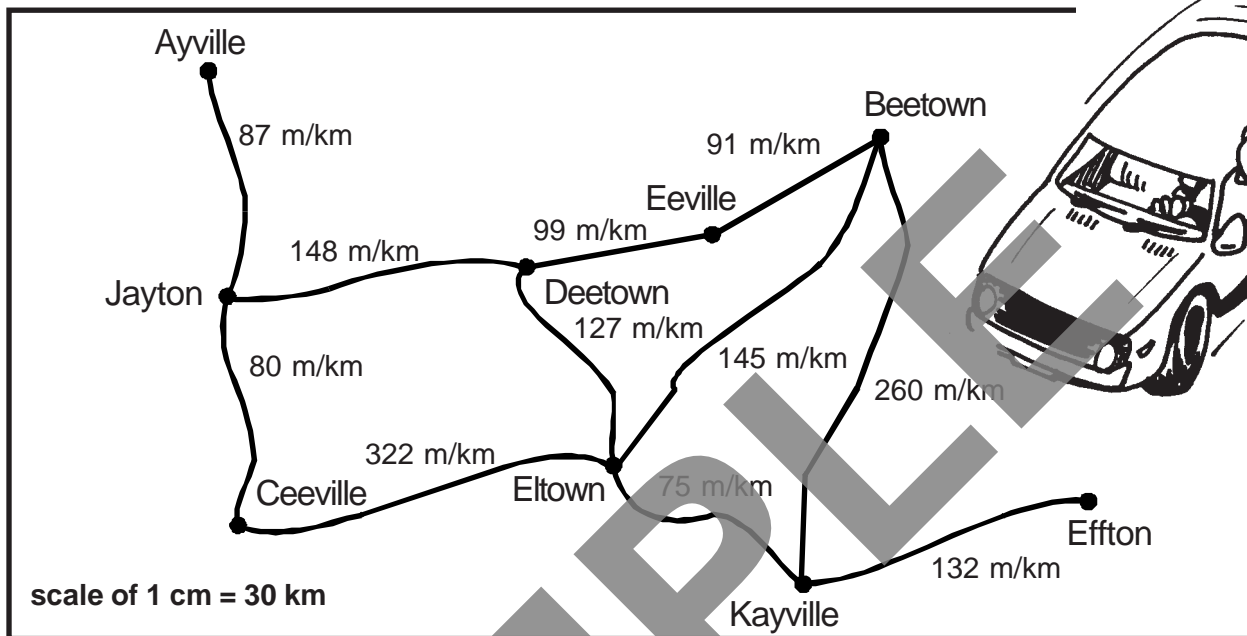 Ayville
87 m/km
Beetown
91 m/km
Eeville
99 m/km
148 m/km
Jayton
Deetown
127 m/km
80 m/km
145 m/km
260 m/km
322 m/km
Ceeville
Eltown
75 m/km
Effton
132 m/km
scale of 1 cm = 30 km
Kayville